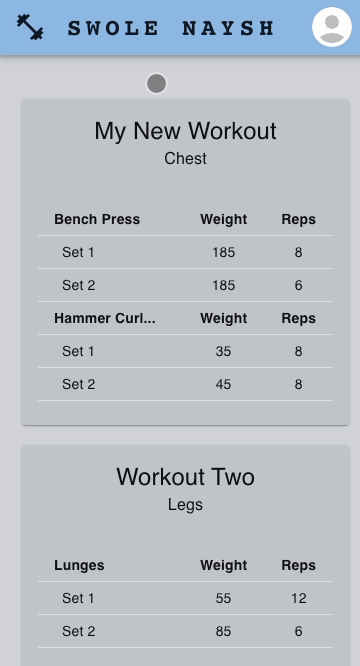 SWOLE NAYSH
My New Workout
Chest
Bench Press Weight Reps
Set 1 185 8
Set 2 185 6
Hammer Curl... Weight Reps
Set 1 35 8
Set 2 45 8
Workout Two
Legs
Lunges Weight Reps
Set 1 55 12
Set 2 85 6